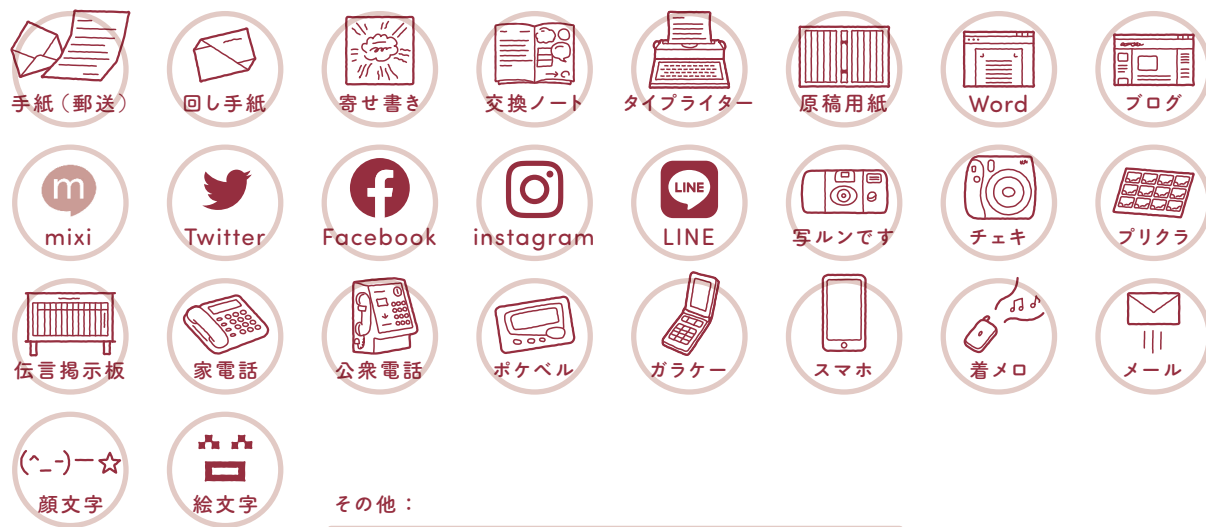 手紙(郵送)
回し手紙
寄せ書き
交換ノート
タイプライター
原稿用紙
Word
ブログ
m
mixi
Twitter
Facebook
instagram
LINE
LINE
写ルンです
チェキ
プリクラ
伝言掲示板
家電話
公衆電話
ポケベル
ガラケー
スマホ
着メロ
メール
(^_-)ー☆
顔文字
絵文字
その他：